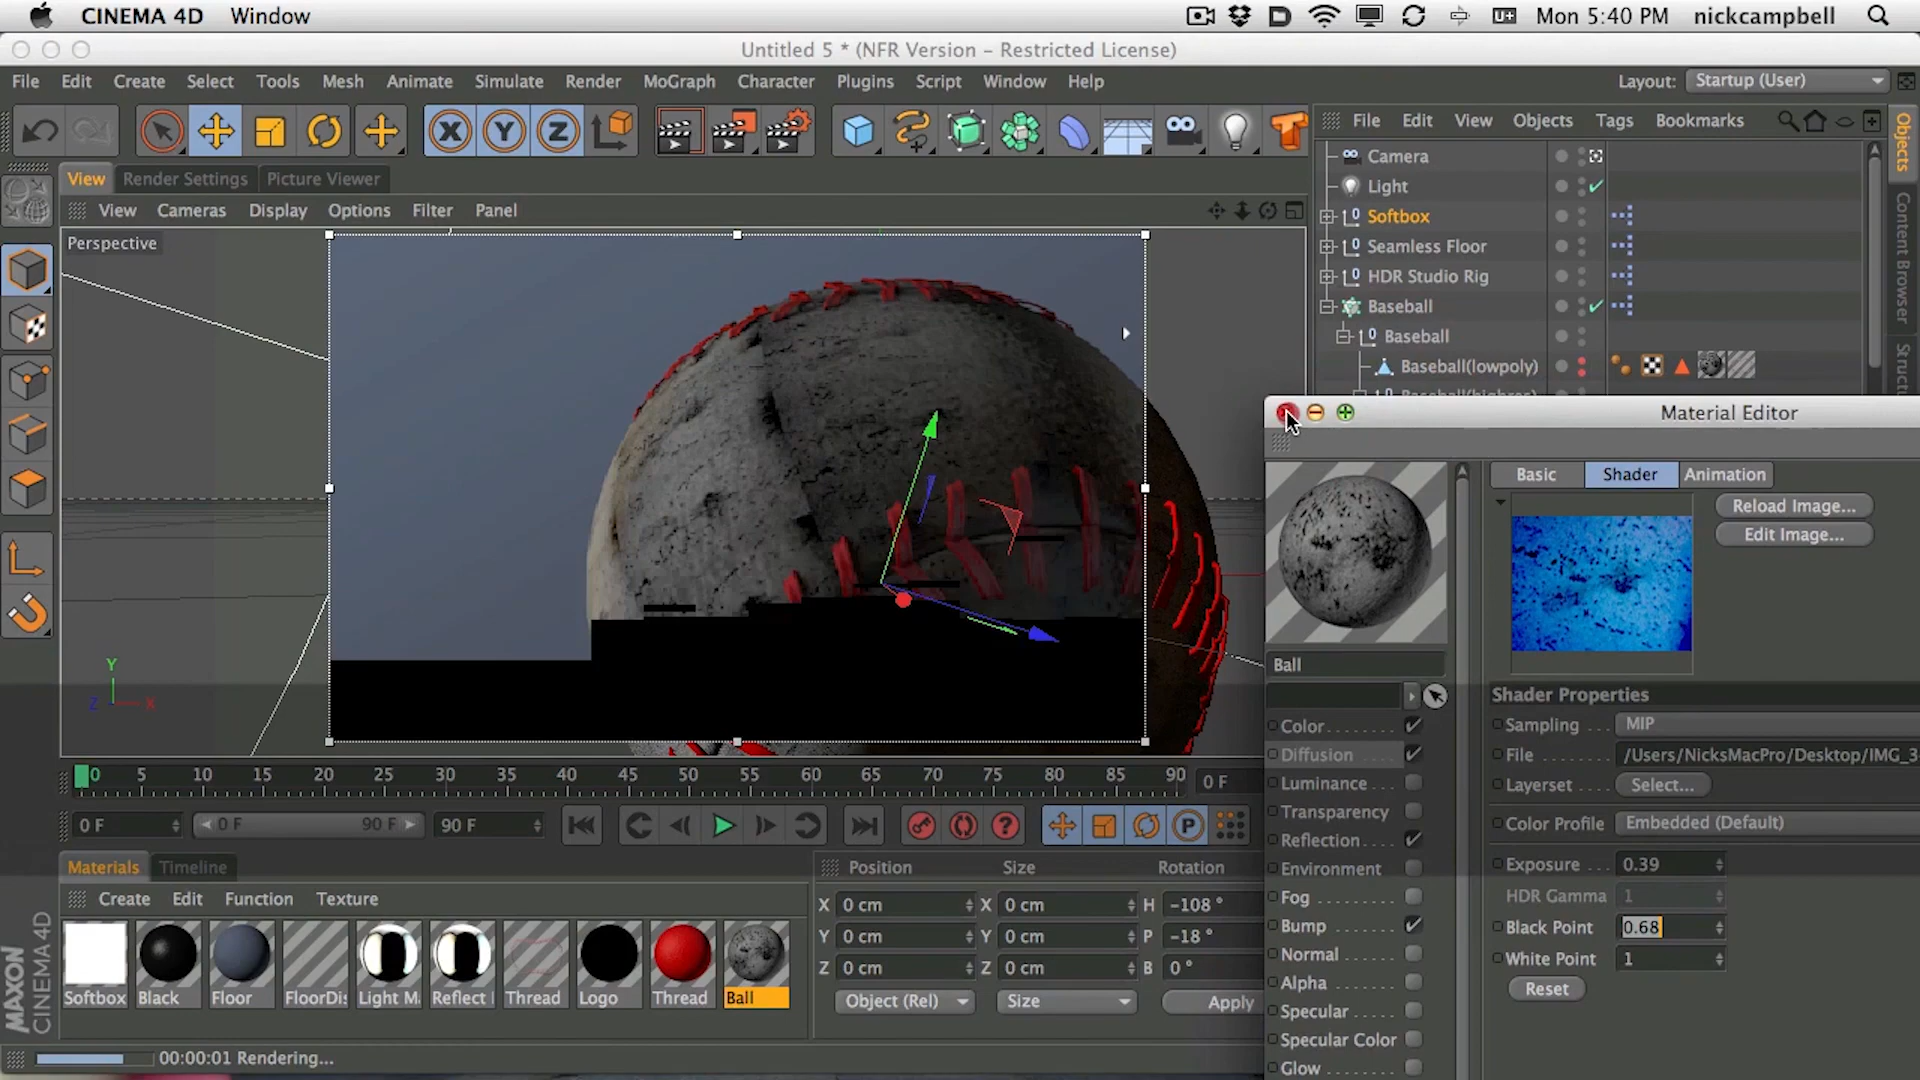 CINEMA 4D Window Mon 5:40 PM nickcampbell
Untitled 5 * (NFR Version – Restricted License)
File Edit Create Select Tools Mesh Animate Simulate Render MoGraph Character Plugins Script Window Help Layout: Startup (User)
X Y Z
File Edit View Objects Tags Bookmarks
View Render Settings Picture Viewer
View Cameras Display Options Filter Panel
Perspective
Camera
Light
Softbox
Seamless Floor
HDR Studio Rig
Baseball
Baseball
Baseball(lowpoly)
Objects
Content Browser
Material Editor
Basic Shader Animation
Reload Image...
Edit Image...
Ball
Shader Properties
Sampling MIP
File /Users/NicksMacPro/Desktop/IMG_3
Layerset Select...
Color Profile Embedded (Default)
Exposure 0.39
HDR Gamma 1
Black Point 0.68
White Point 1
Reset
Color
Diffusion
Luminance
Transparency
Reflection
Environment
Fog
Bump
Normal
Alpha
Specular
Specular Color
Glow
Y
Z X
0 5 10 15 20 25 30 35 40 45 50 55 60 65 70 75 80 85 90 0 F
0 F 0 F 90 F 90 F
Materials Timeline
Create Edit Function Texture
Softbox Black Floor FloorDis Light M Reflect Thread Logo Thread Ball
Position Size Rotation
X 0 cm X 0 cm H -108 °
Y 0 cm Y 0 cm P -18 °
Z 0 cm Z 0 cm B 0 °
Object (Rel) Size Apply
MAXON
CINEMA 4D
00:00:01 Rendering...